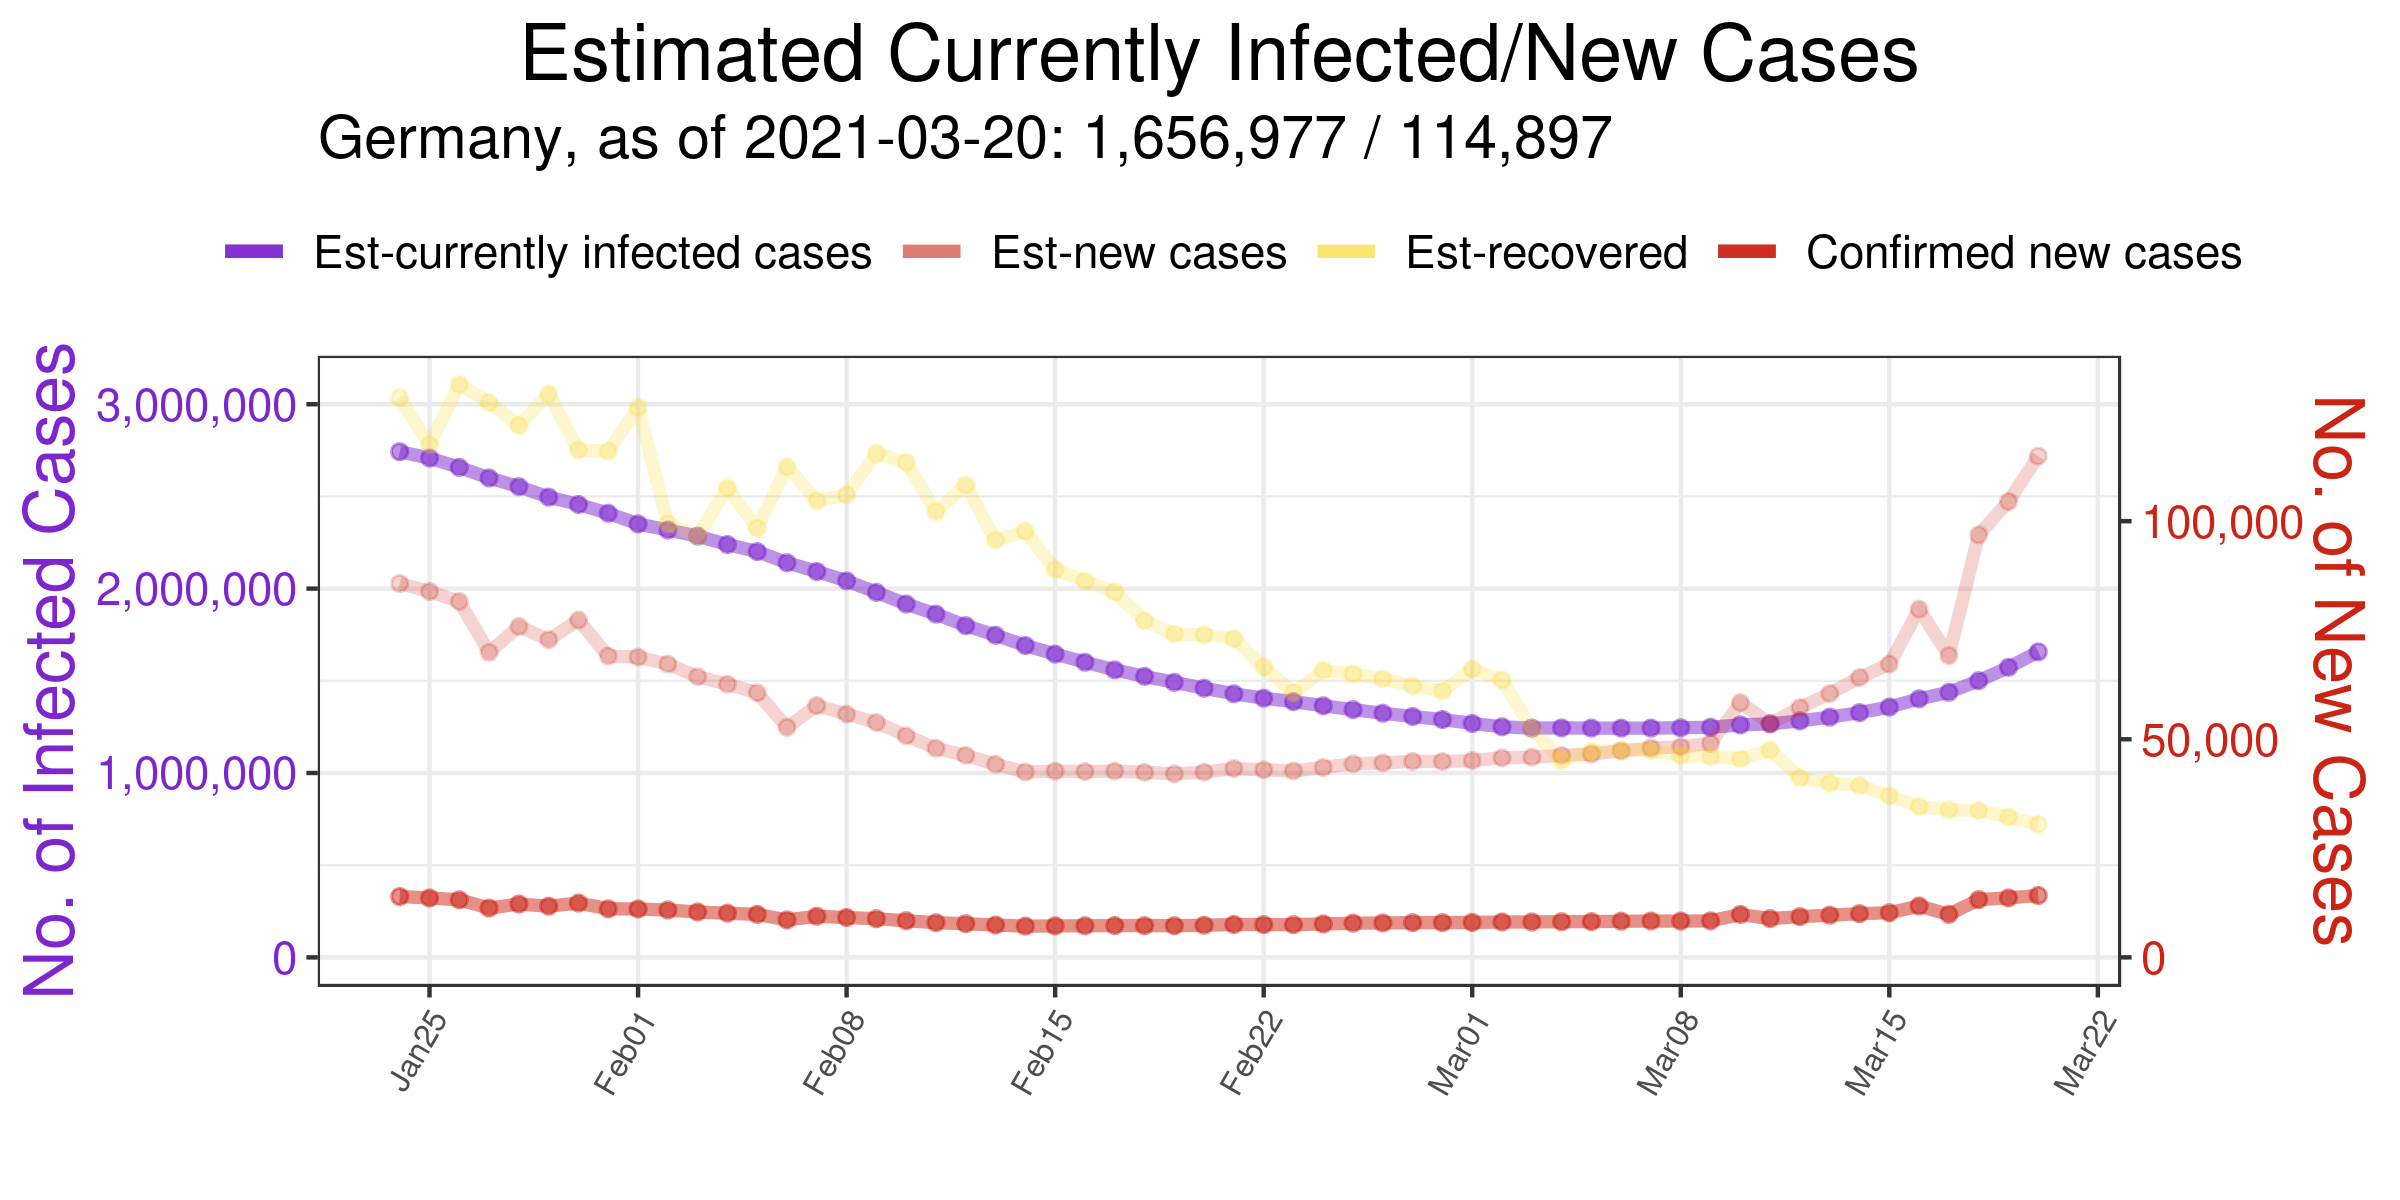 Estimated Currently Infected/New Cases
Germany, as of 2021-03-20: 1,656,977 / 114,897
Est-currently infected cases Est-new cases Est-recovered Confirmed new cases
No. of Infected Cases
3,000,000
2,000,000
1,000,000
0
100,000
50,000
0
No. of New Cases
Jan25 Feb01 Feb08 Feb15 Feb22 Mar01 Mar08 Mar15 Mar22